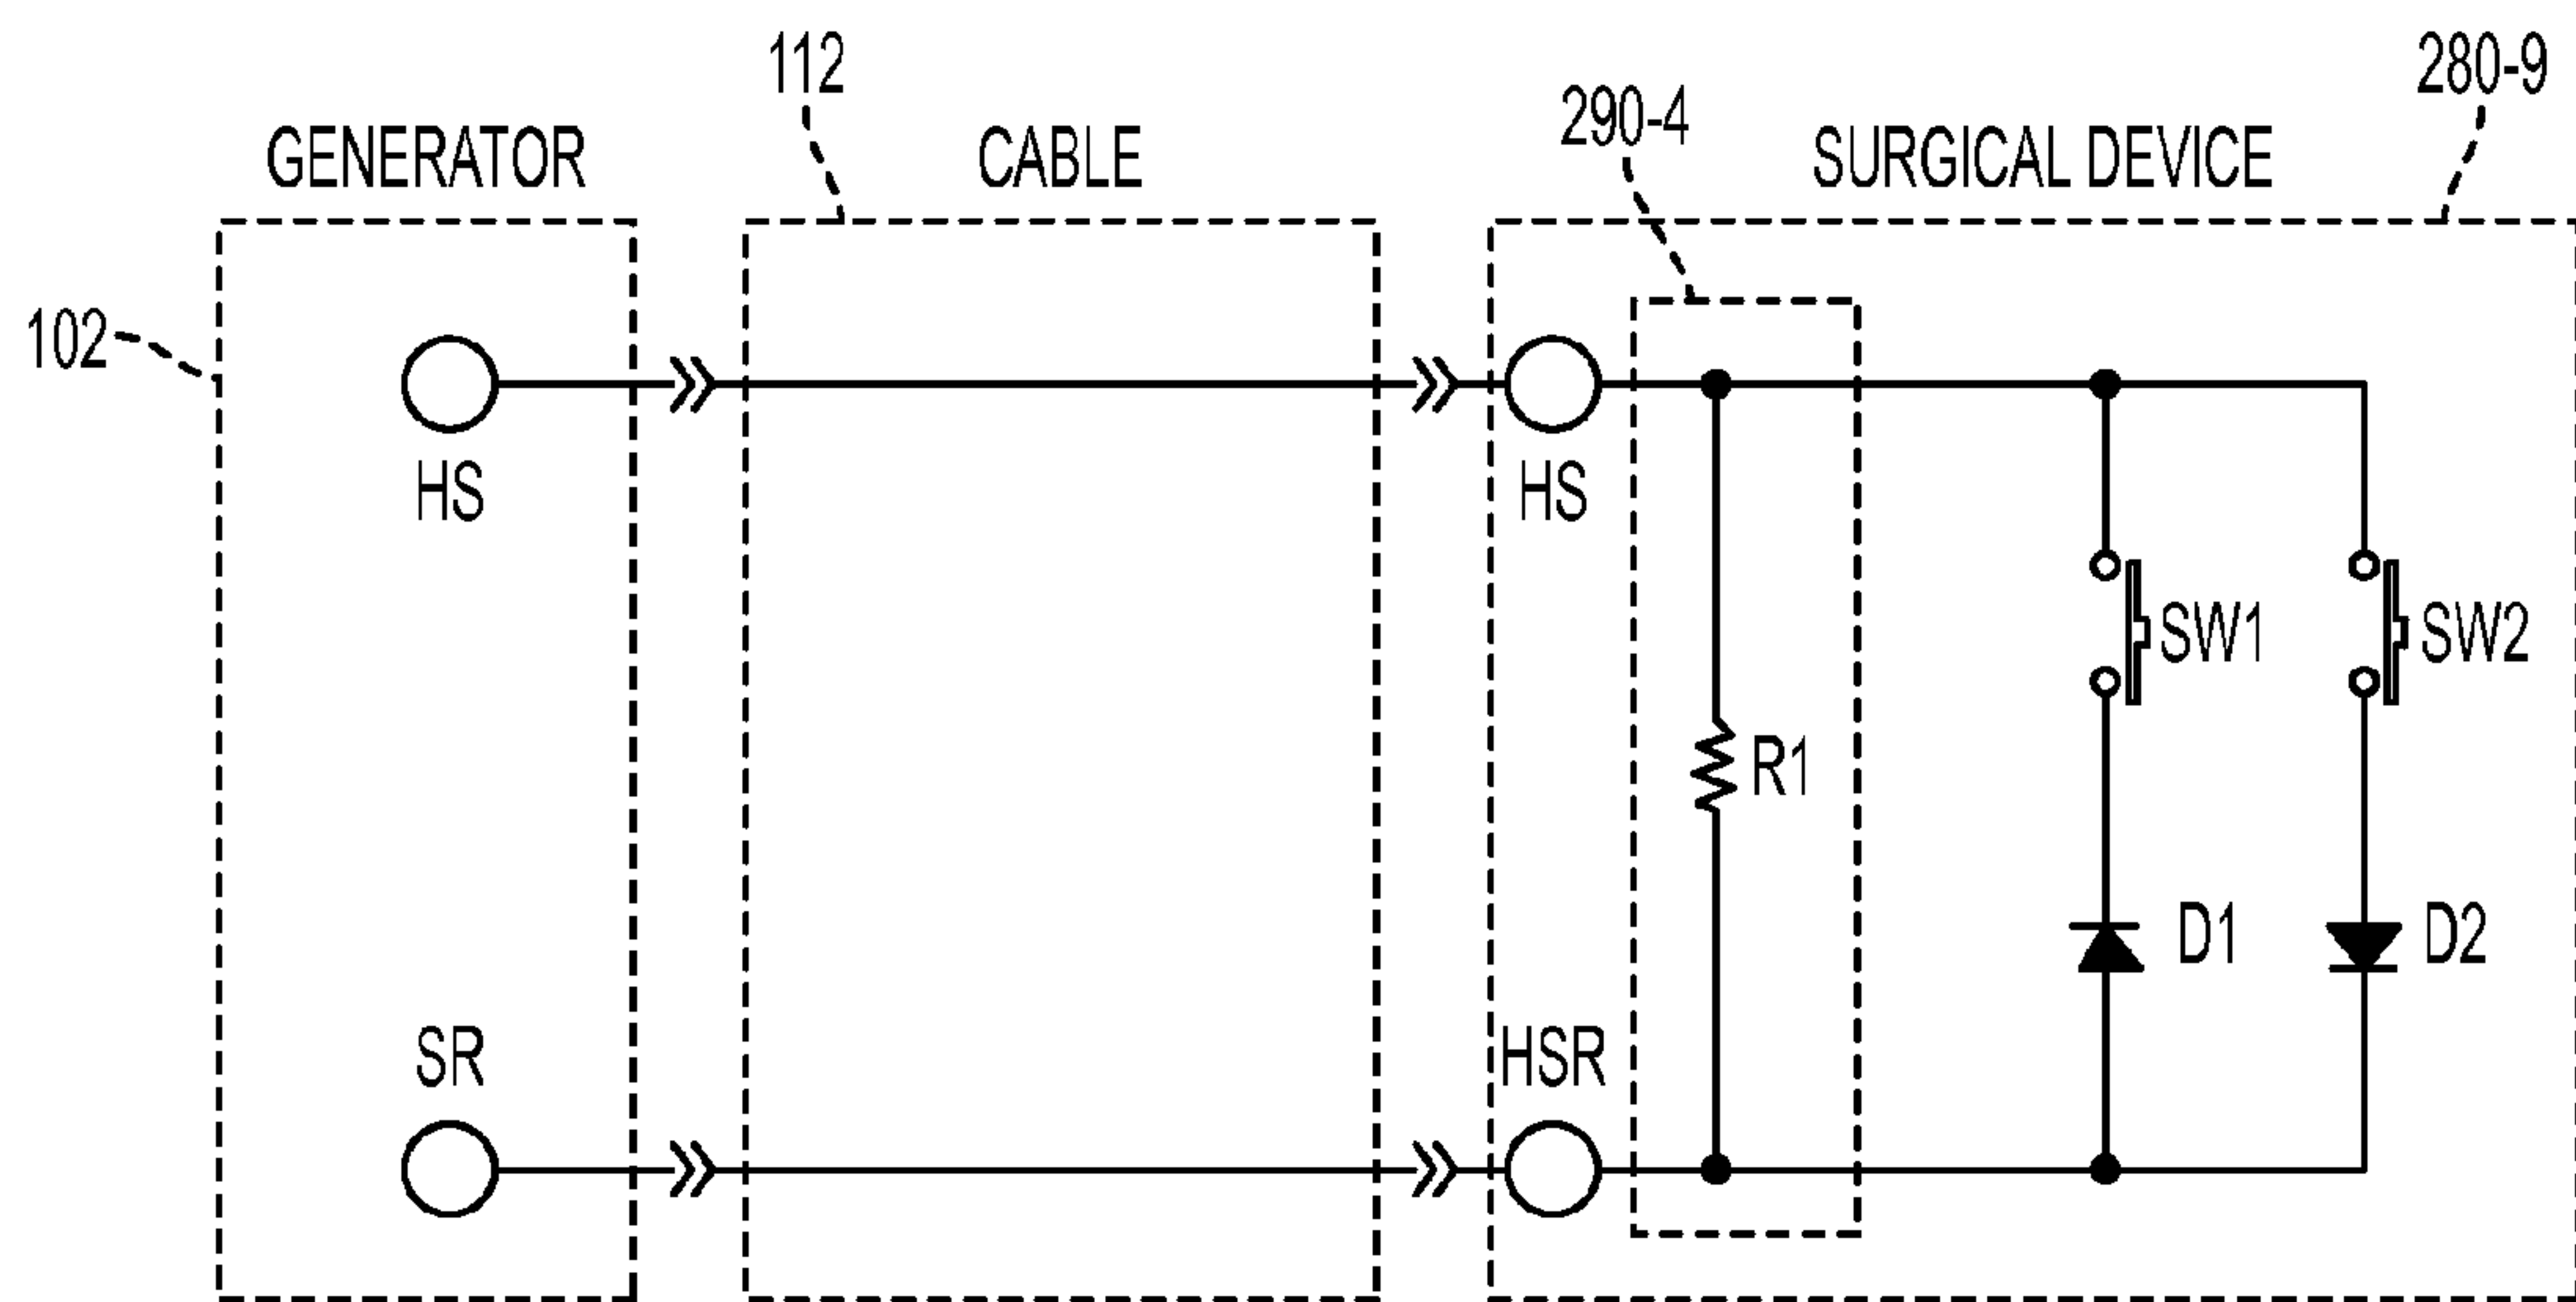 112
280-9
290-4
GENERATOR
CABLE
SURGICAL DEVICE
102
HS
HS
SW1
SW2
R1
D1
D2
SR
HSR